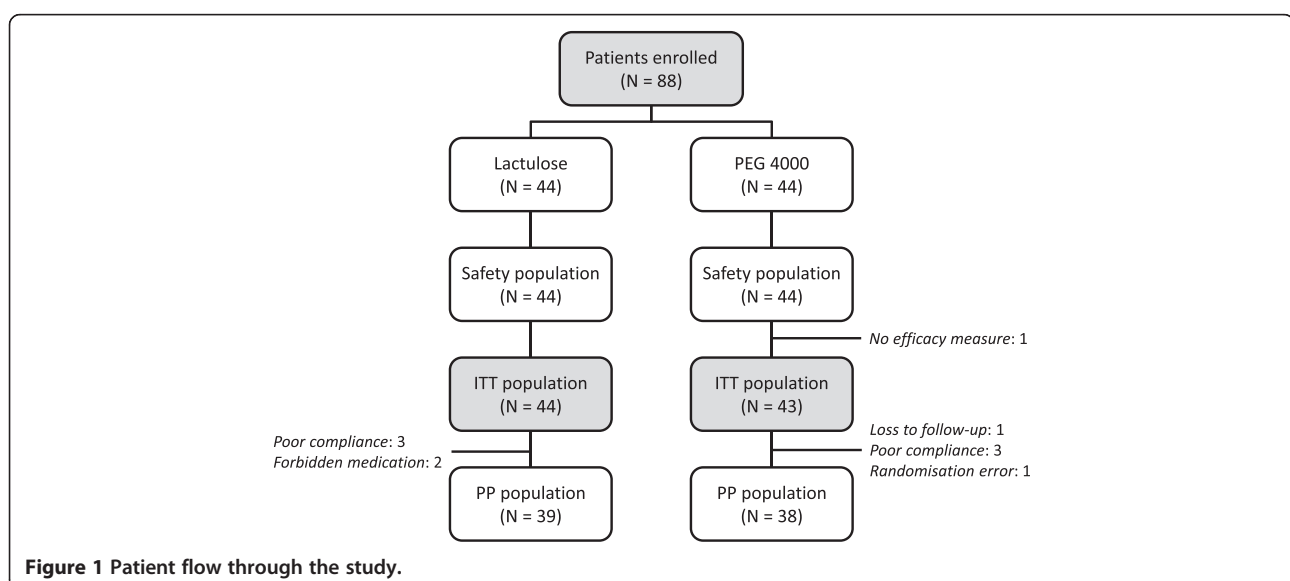 Patients enrolled
(N = 88)
Lactulose
(N = 44)
PEG 4000
(N = 44)
Safety population
(N = 44)
Safety population
(N = 44)
No efficacy measure: 1
ITT population
(N = 44)
ITT population
(N = 43)
Poor compliance: 3
Forbidden medication: 2
Loss to follow-up: 1
Poor compliance: 3
Randomisation error: 1
PP population
(N = 39)
PP population
(N = 38)
Figure 1 Patient flow through the study.